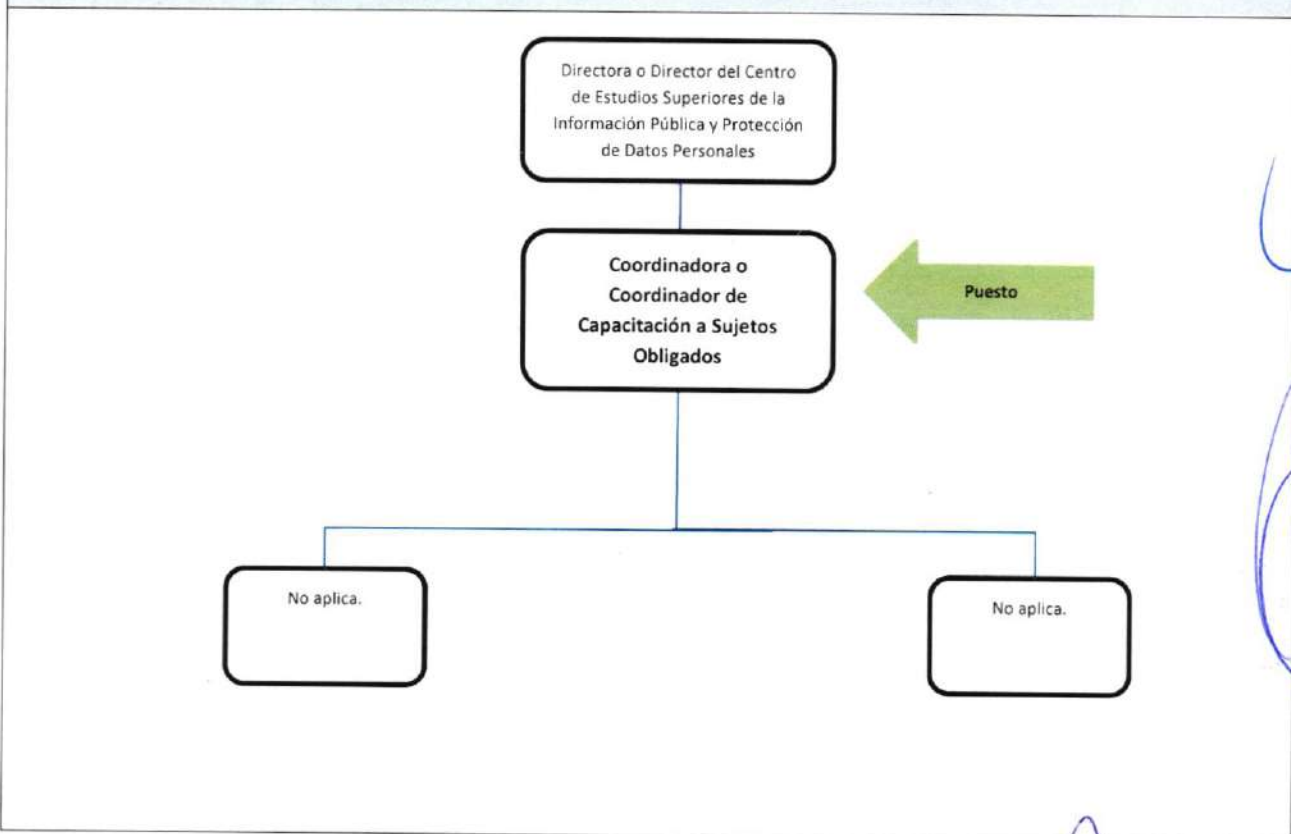 Directora o Director del Centro
de Estudios Superiores de la
Información Pública y Protección
de Datos Personales
Coordinadora o
Coordinador de
Capacitación a Sujetos
Obligados
Puesto
No aplica.
No aplica.